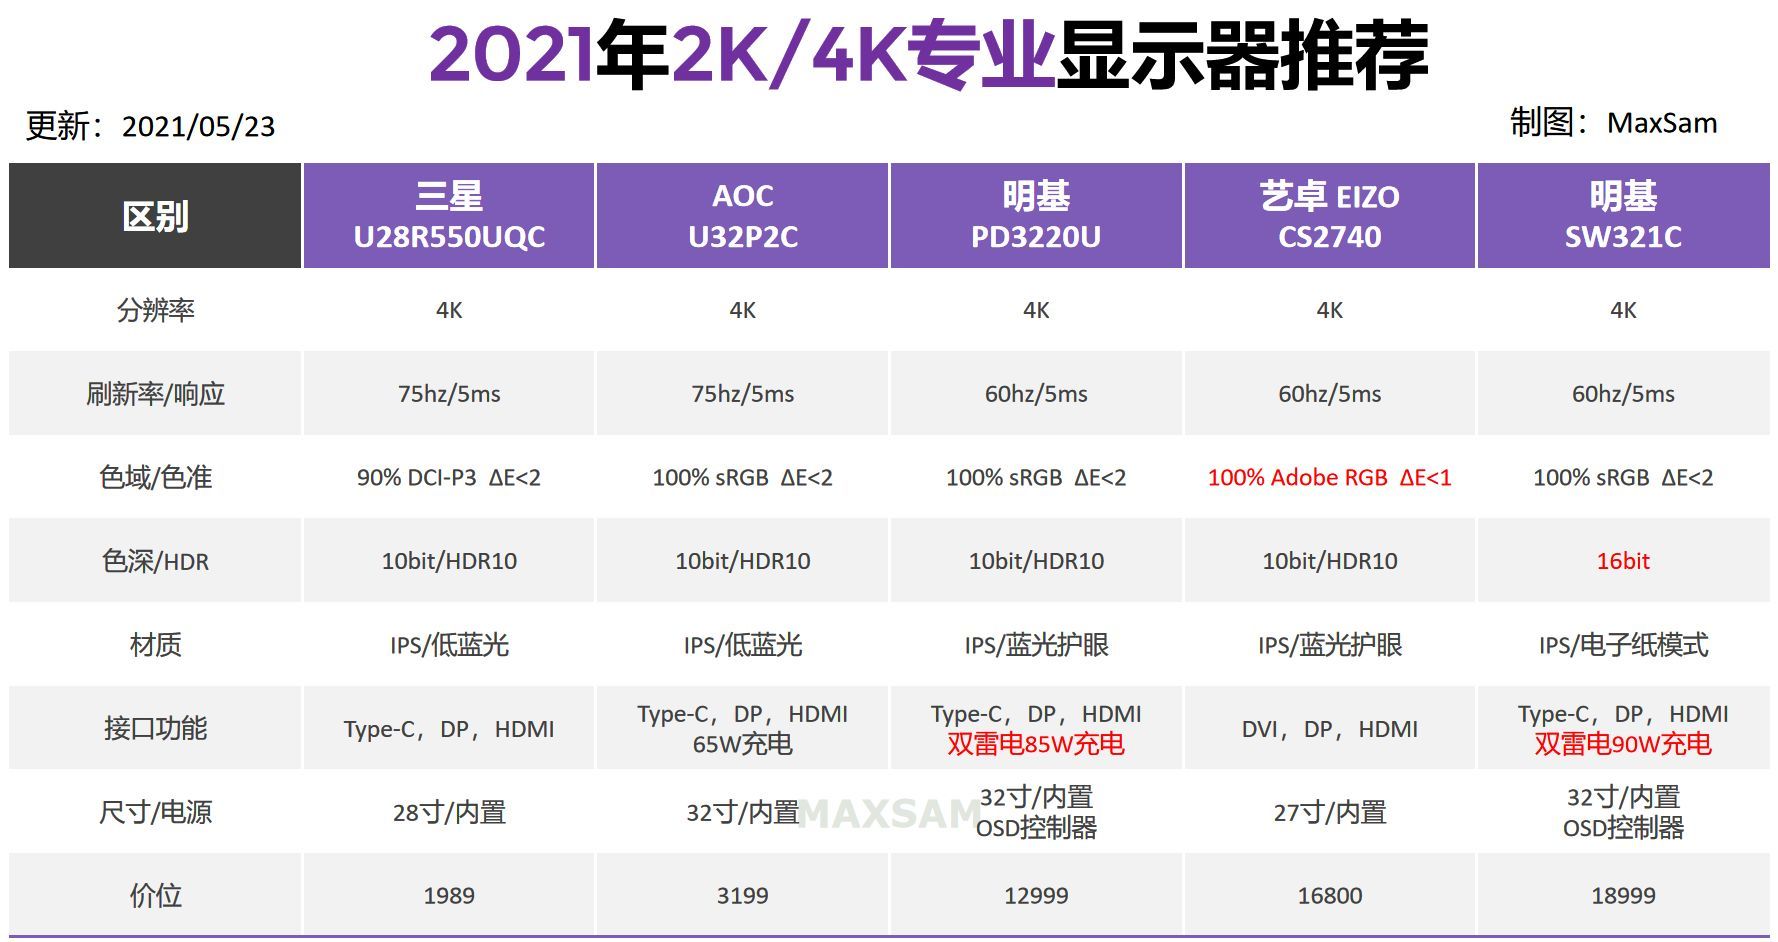 2021年2K/4K专业显示器推荐
更新：2021/05/23
制图：MaxSam
区别
三星
U28R550UQC
AOC
U32P2C
明基
PD3220U
艺卓 EIZO
CS2740
明基
SW321C
分辨率
4K
4K
4K
4K
4K
刷新率/响应
75hz/5ms
75hz/5ms
60hz/5ms
60hz/5ms
60hz/5ms
色域/色准
90% DCI-P3 ΔE<2
100% sRGB ΔE<2
100% sRGB ΔE<2
100% Adobe RGB ΔE<1
100% sRGB ΔE<2
色深/HDR
10bit/HDR10
10bit/HDR10
10bit/HDR10
10bit/HDR10
16bit
材质
IPS/低蓝光
IPS/低蓝光
IPS/蓝光护眼
IPS/蓝光护眼
IPS/电子纸模式
接口功能
Type-C，DP，HDMI
Type-C，DP，HDMI
65W充电
Type-C，DP，HDMI
双雷电85W充电
DVI，DP，HDMI
Type-C，DP，HDMI
双雷电90W充电
尺寸/电源
28寸/内置
32寸/内置
MAXSAM
32寸/内置
OSD控制器
27寸/内置
32寸/内置
OSD控制器
价位
1989
3199
12999
16800
18999